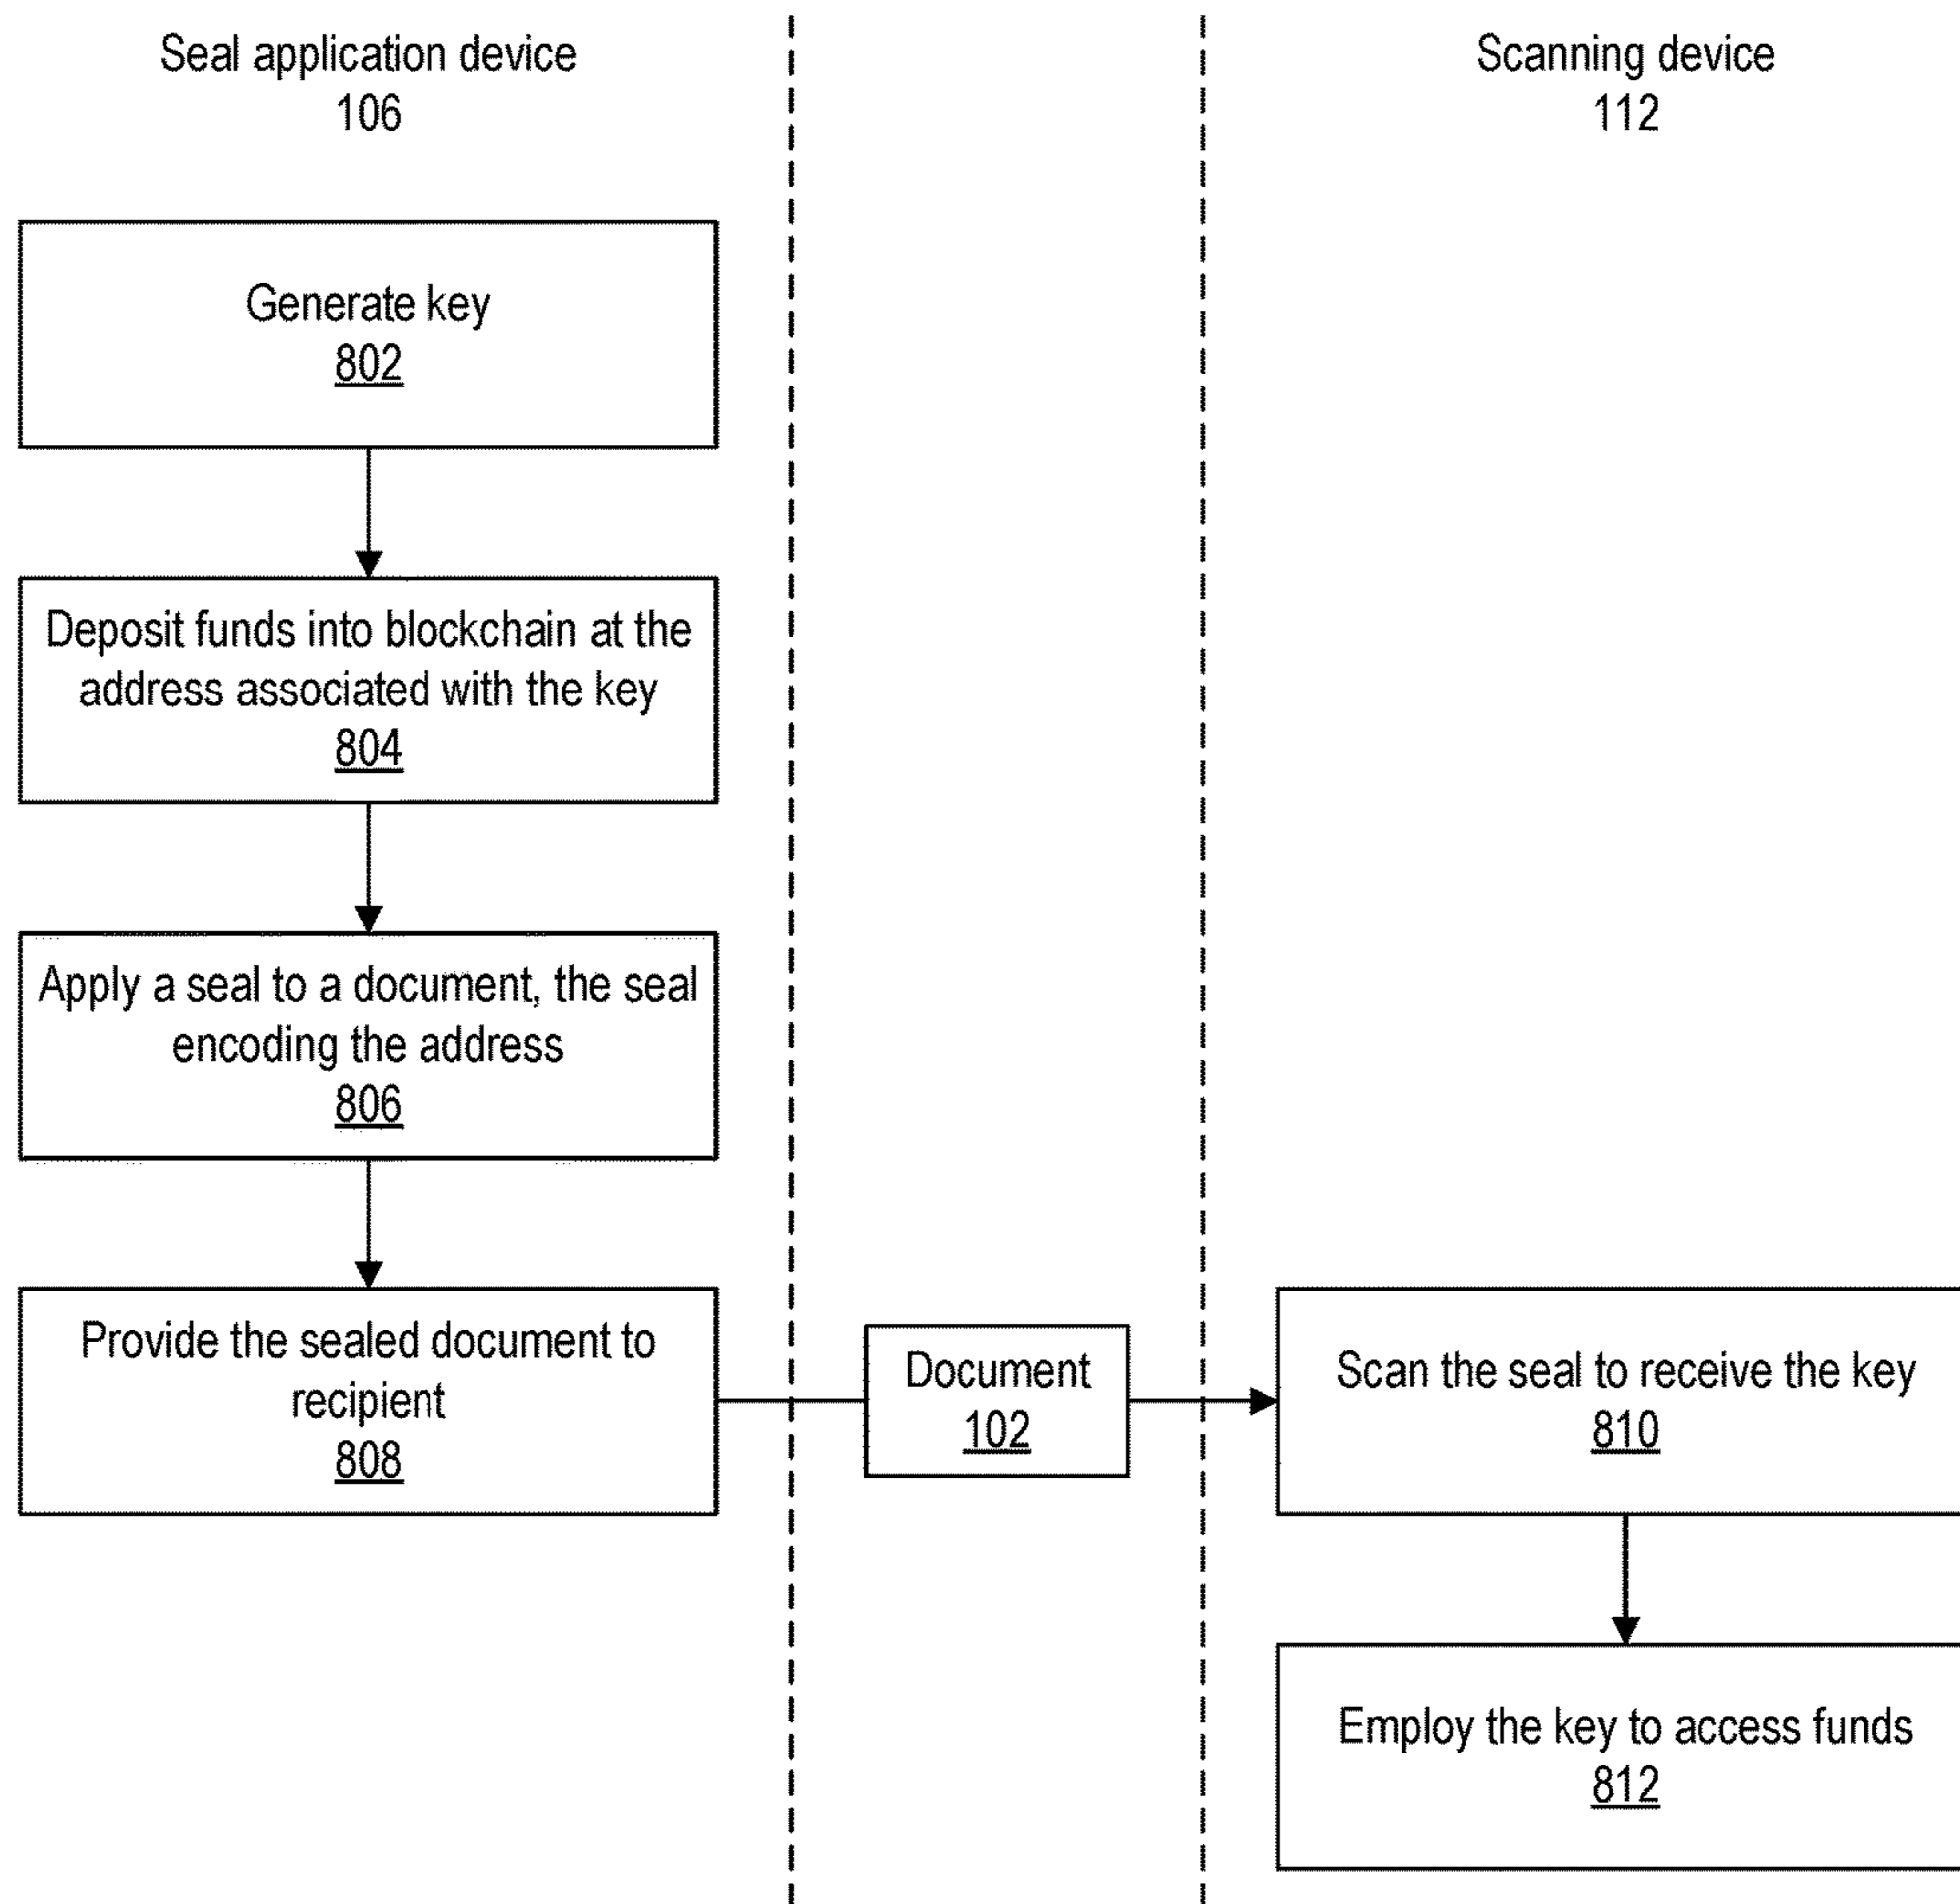 Seal application device
106
Scanning device
112
Generate key
802
Deposit funds into blockchain at the
address associated with the key
804
Apply a seal to a document, the seal
encoding the address
806
Provide the sealed document to
recipient
808
Document
102
Scan the seal to receive the key
810
Employ the key to access funds
812